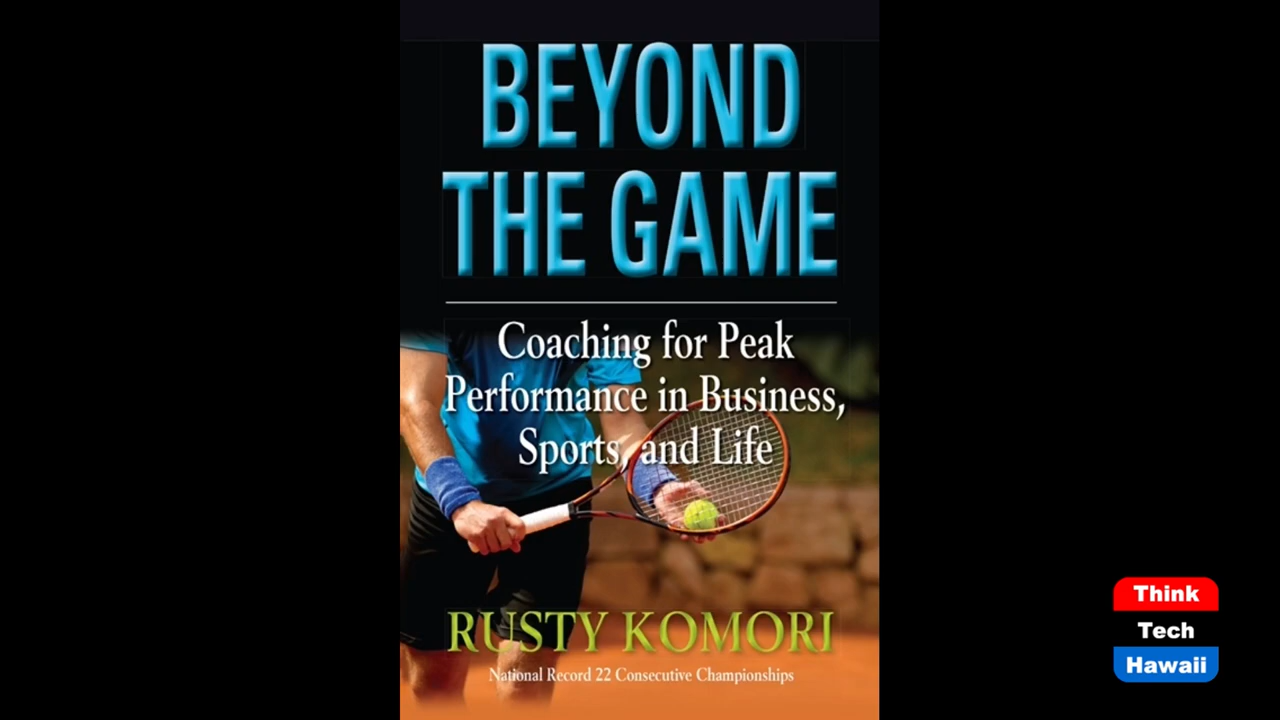 BEYOND
THE GAME
Coaching for Peak
Performance in Business,
Sports, and Life
RUSTY KOMORI
National Record 22 Consecutive Championships
Think
Tech
Hawaii